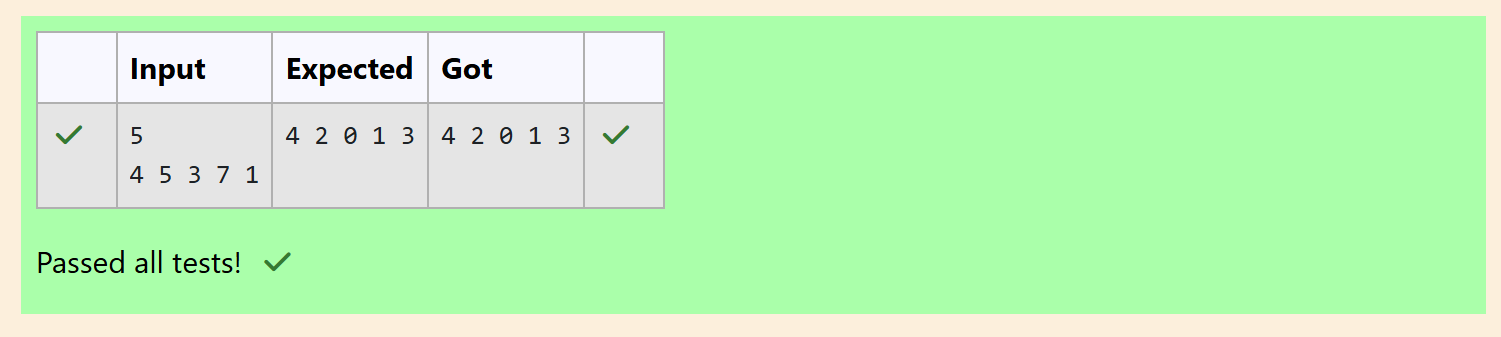 Input Expected Got
5 4 2 0 1 3 4 2 0 1 3
4 5 3 7 1
Passed all tests!